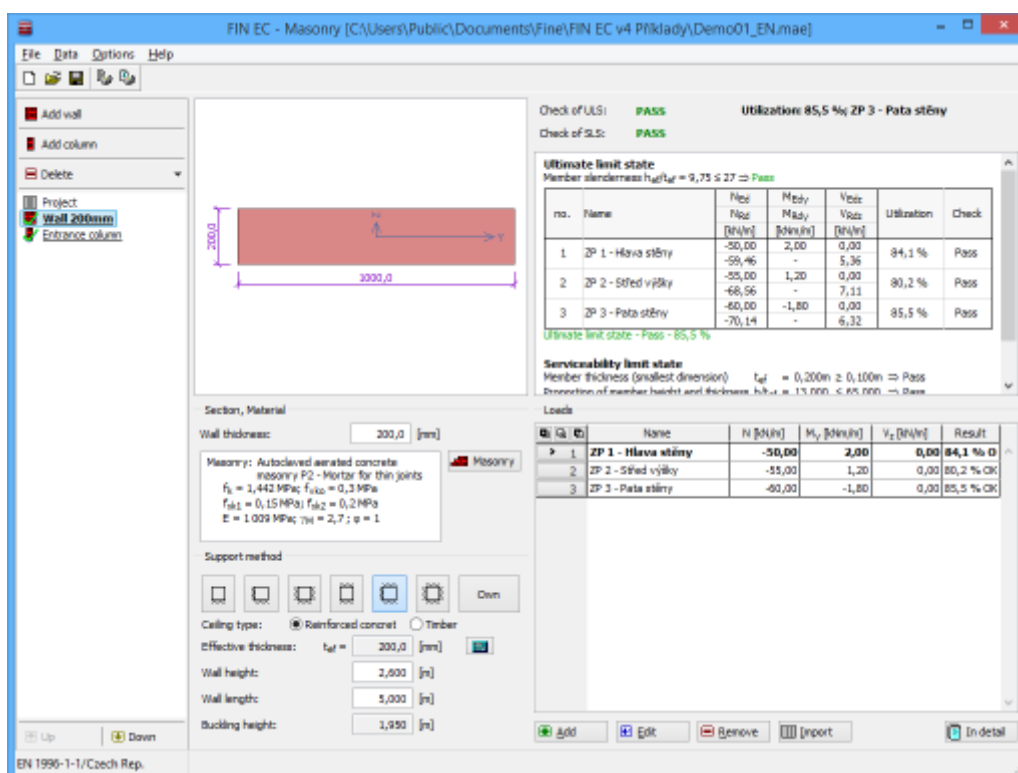 FIN EC - Masonry [C:\Users\Public\Documents\Fine\FIN EC v4 Příklady\Demo01_EN.mae]
File Data Options Help
Add wall
Add column
Delete
Project
Wall 200mm
Entrance column
Up Down
EN 1996-1-1/Czech Rep.
200,0
1000,0
Z
Y
Check of ULS: PASS Utilization: 85,5 %; ZP 3 - Pata stěny
Check of SLS: PASS
Ultimate limit state
Member slenderness hef/tef = 9,75 ≤ 27 ⇒ Pass
no. Name NEd MEdy VEdz Utilization Check
NRd MRdy VRdz
[kN/m] [kNm/m] [kN/m]
1 ZP 1 - Hlava stěny -50,00 2,00 0,00 84,1 % Pass
-59,46 - 5,36
2 ZP 2 - Střed výšky -55,00 1,20 0,00 80,2 % Pass
-68,56 - 7,11
3 ZP 3 - Pata stěny -60,00 -1,80 0,00 85,5 % Pass
-70,14 - 6,32
Ultimate limit state - Pass - 85,5 %
Serviceability limit state
Member thickness (smallest dimension) tef = 0,200m ≥ 0,100m ⇒ Pass
Proportion of member height and thickness h/tef = 13,000 ≤ 65,000 ⇒ Pass
Section, Material
Wall thickness: 200,0 [mm]
Masonry: Autoclaved aerated concrete
masonry P2 - Mortar for thin joints
fk = 1,442 MPa; fvko = 0,3 MPa
fxk1 = 0,15 MPa; fxk2 = 0,2 MPa
E = 1009 MPa; γM = 2,7 ; φ = 1
Masonry
Support method
Own
Ceiling type: Reinforced concret Timber
Effective thickness: tef = 200,0 [mm]
Wall height: 2,600 [m]
Wall length: 5,000 [m]
Buckling height: 1,950 [m]
Loads
Name N [kN/m] My [kNm/m] Vz [kN/m] Result
1 ZP 1 - Hlava stěny -50,00 2,00 0,00 84,1 % O
2 ZP 2 - Střed výšky -55,00 1,20 0,00 80,2 % OK
3 ZP 3 - Pata stěny -60,00 -1,80 0,00 85,5 % OK
Add Edit Remove Import In detail